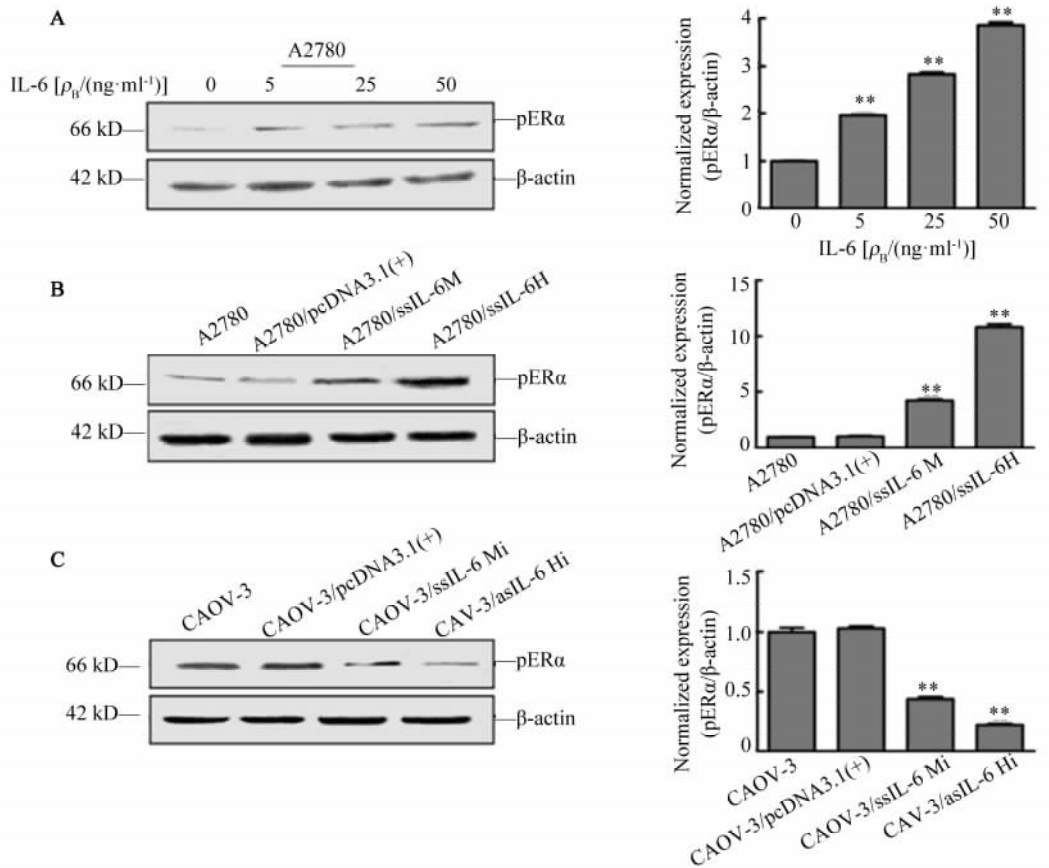 A
A2780
IL-6 [ρB/(ng·ml-1)] 0 5 25 50
66 kD
pERα
42 kD
β-actin
Normalized expression
(pERα/β-actin)
4
3
2
1
0
**
**
**
0 5 25 50
IL-6 [ρB/(ng·ml-1)]
B
A2780
A2780/pcDNA3.1(+)
A2780/ssIL-6M
A2780/ssIL-6H
66 kD
pERα
42 kD
β-actin
Normalized expression
(pERα/β-actin)
15
10
5
0
**
**
A2780
A2780/pcDNA3.1(+)
A2780/ssIL-6 M
A2780/ssIL-6H
C
CAOV-3
CAOV-3/pcDNA3.1(+)
CAOV-3/ssIL-6 Mi
CAV-3/asIL-6 Hi
66 kD
pERα
42 kD
β-actin
Normalized expression
(pERα/β-actin)
1.5
1.0
0.5
0
**
**
CAOV-3
CAOV-3/pcDNA3.1(+)
CAOV-3/ssIL-6 Mi
CAV-3/asIL-6 Hi